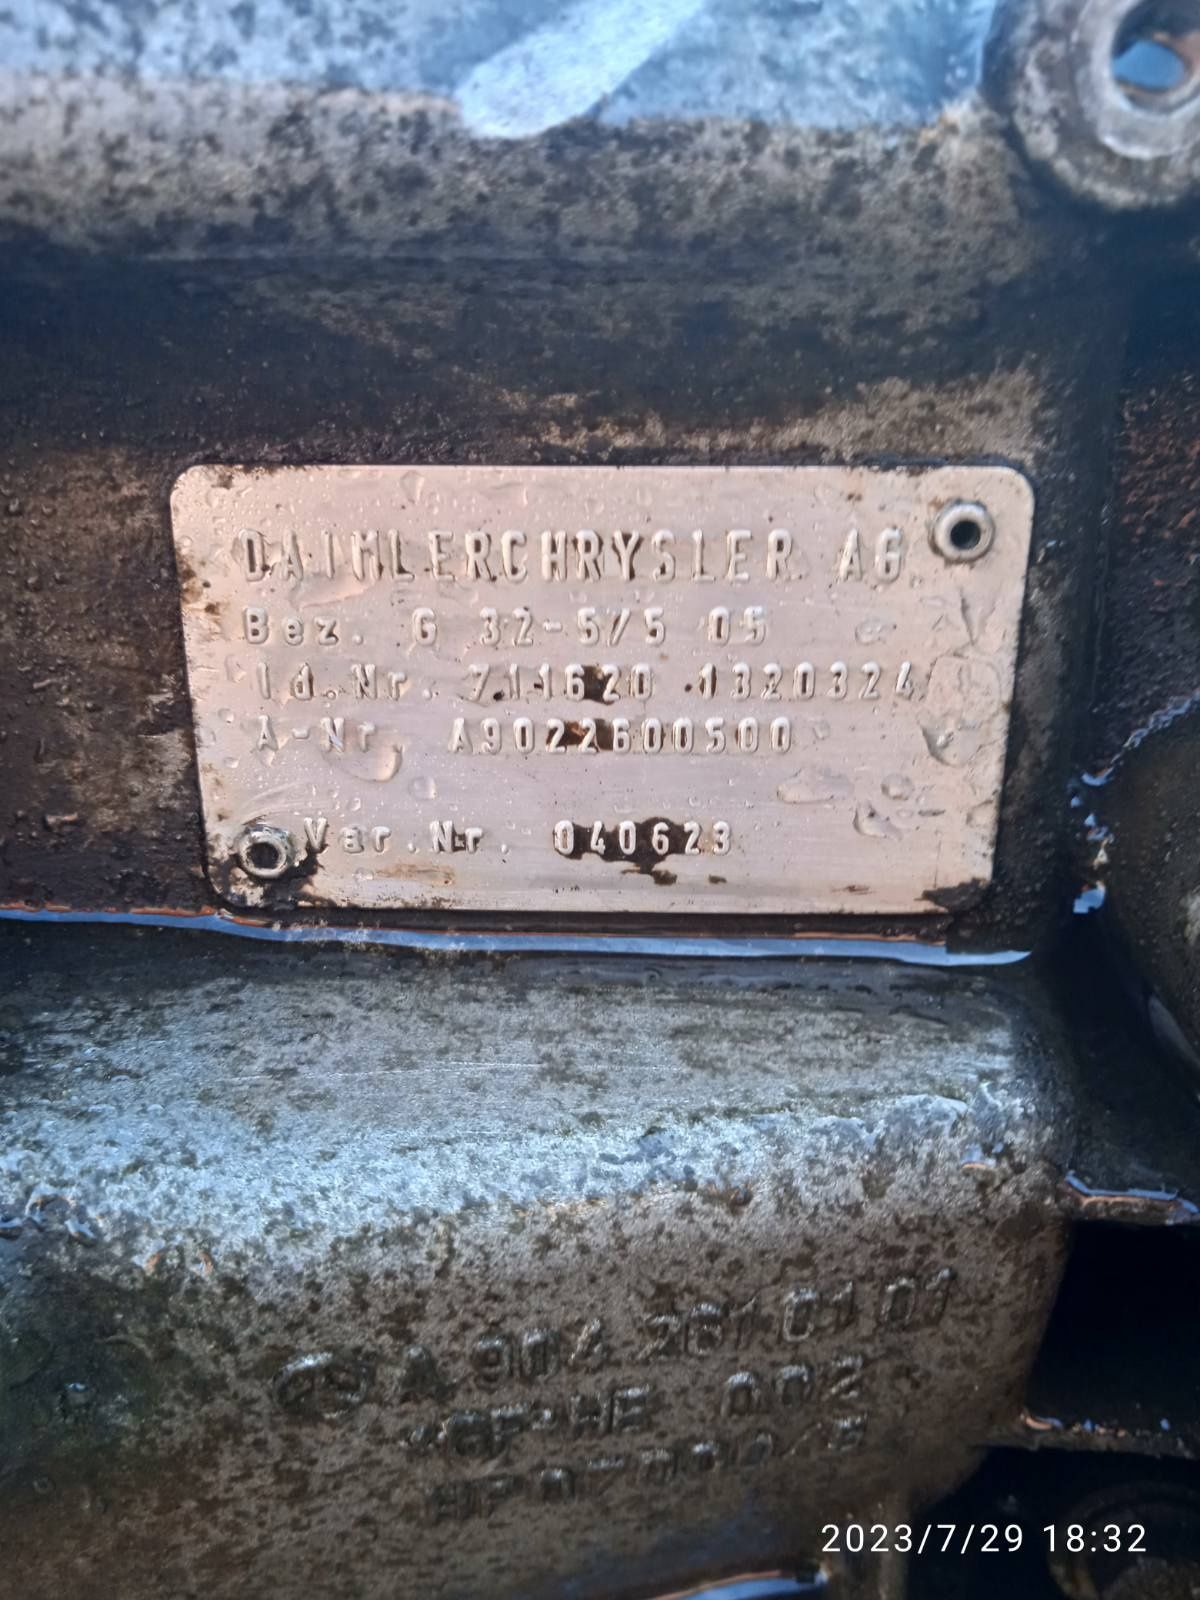 DAIMLERCHRYSLER AG
Bez. G 32-5/5 05
Id.Nr. 711620 1320324
A-Nr. A9022600500
Var.Nr. 040623
A 904 261 01 01
002
2023/7/29 18:32